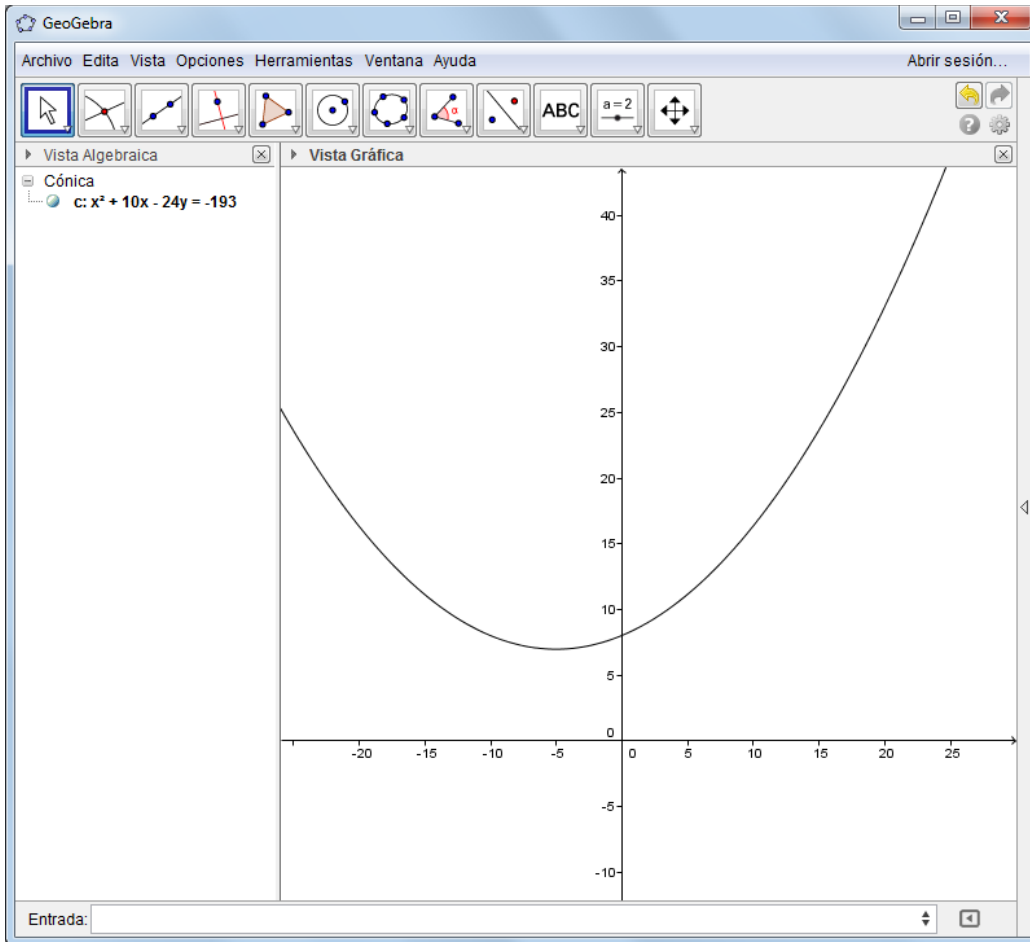 GeoGebra
Archivo Edita Vista Opciones Herramientas Ventana Ayuda Abrir sesión...
ABC a=2
α
Vista Algebraica
Vista Gráfica
Cónica
c: x² + 10x - 24y = -193
40
35
30
25
20
15
10
5
0
-20 -15 -10 -5 0 5 10 15 20 25
-5
-10
Entrada: